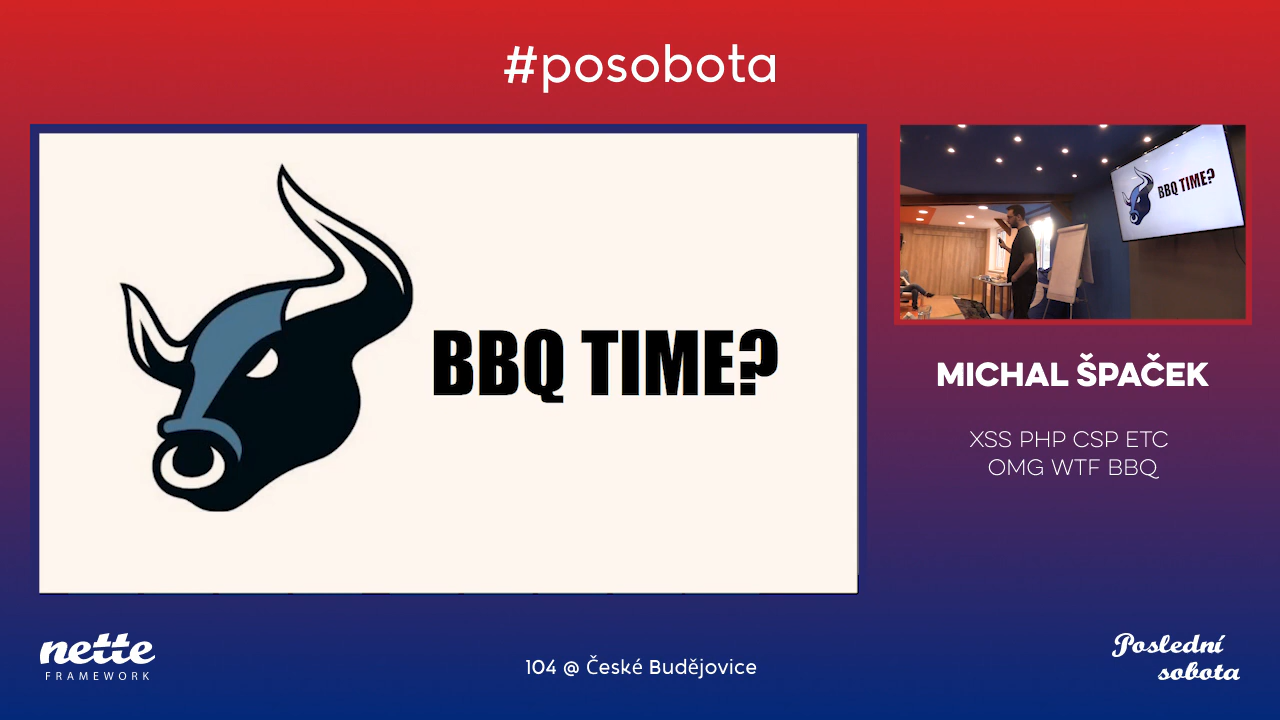 #posobota
BBQ TIME?
BBQ TIME?
MICHAL ŠPAČEK
XSS PHP CSP ETC
OMG WTF BBQ
nette
FRAMEWORK
104 @ České Budějovice
Poslední
sobota